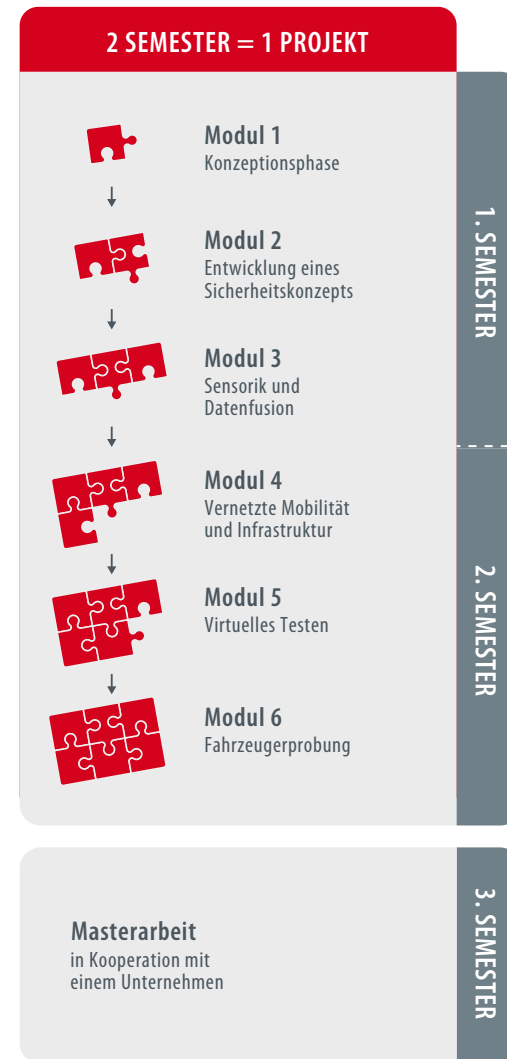 2 SEMESTER = 1 PROJEKT
Modul 1
Konzeptionsphase
Modul 2
Entwicklung eines
Sicherheitskonzepts
Modul 3
Sensorik und
Datenfusion
1. SEMESTER
Modul 4
Vernetzte Mobilität
und Infrastruktur
Modul 5
Virtuelles Testen
Modul 6
Fahrzeugerprobung
2. SEMESTER
Masterarbeit
in Kooperation mit
einem Unternehmen
3. SEMESTER